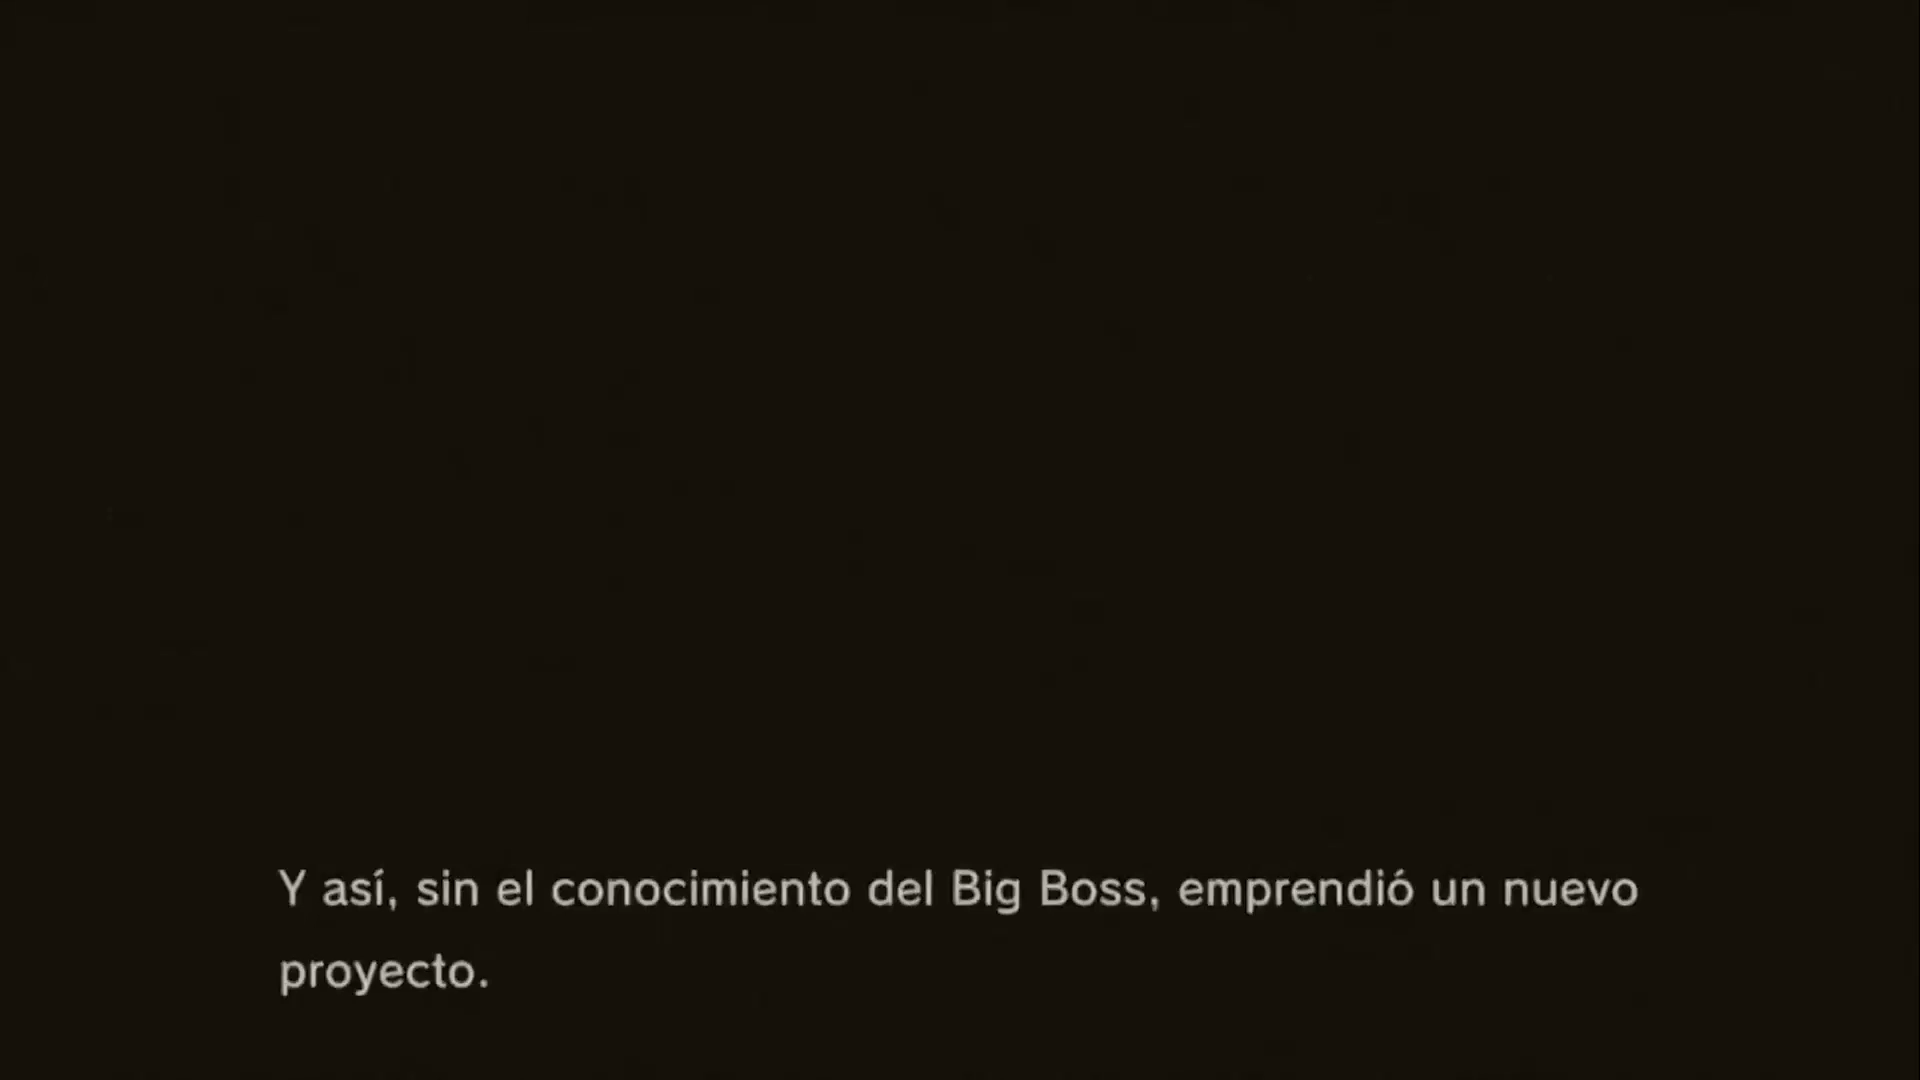 Y así, sin el conocimiento del Big Boss, emprendió un nuevo
proyecto.